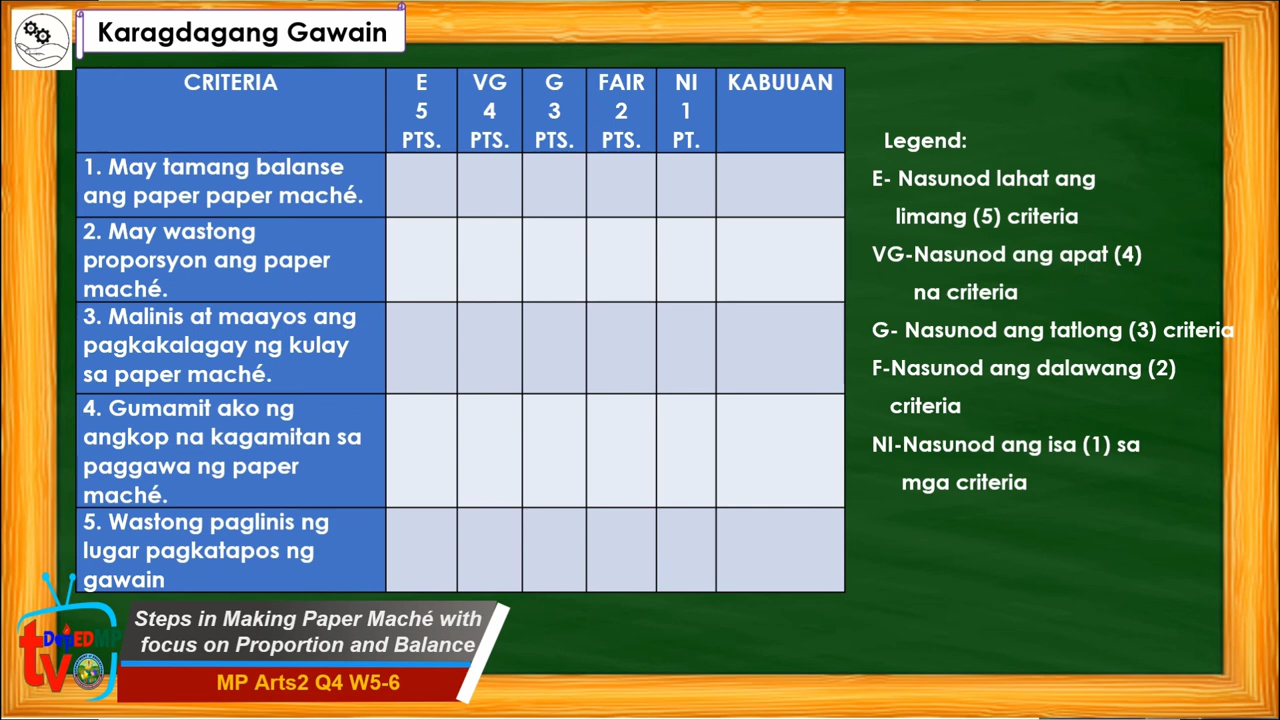 Karagdagang Gawain
CRITERIA
E
5
PTS.
VG
4
PTS.
G
3
PTS.
FAIR
2
PTS.
NI
1
PT.
KABUUAN
1. May tamang balanse
ang paper paper maché.
2. May wastong
proporsyon ang paper
maché.
3. Malinis at maayos ang
pagkakalagay ng kulay
sa paper maché.
4. Gumamit ako ng
angkop na kagamitan sa
paggawa ng paper
maché.
5. Wastong paglinis ng
lugar pagkatapos ng
gawain
Legend:
E- Nasunod lahat ang
limang (5) criteria
VG-Nasunod ang apat (4)
na criteria
G- Nasunod ang tatlong (3) criteria
F-Nasunod ang dalawang (2)
criteria
NI-Nasunod ang isa (1) sa
mga criteria
DepEDMP
tv
Steps in Making Paper Maché with
focus on Proportion and Balance
MP Arts2 Q4 W5-6